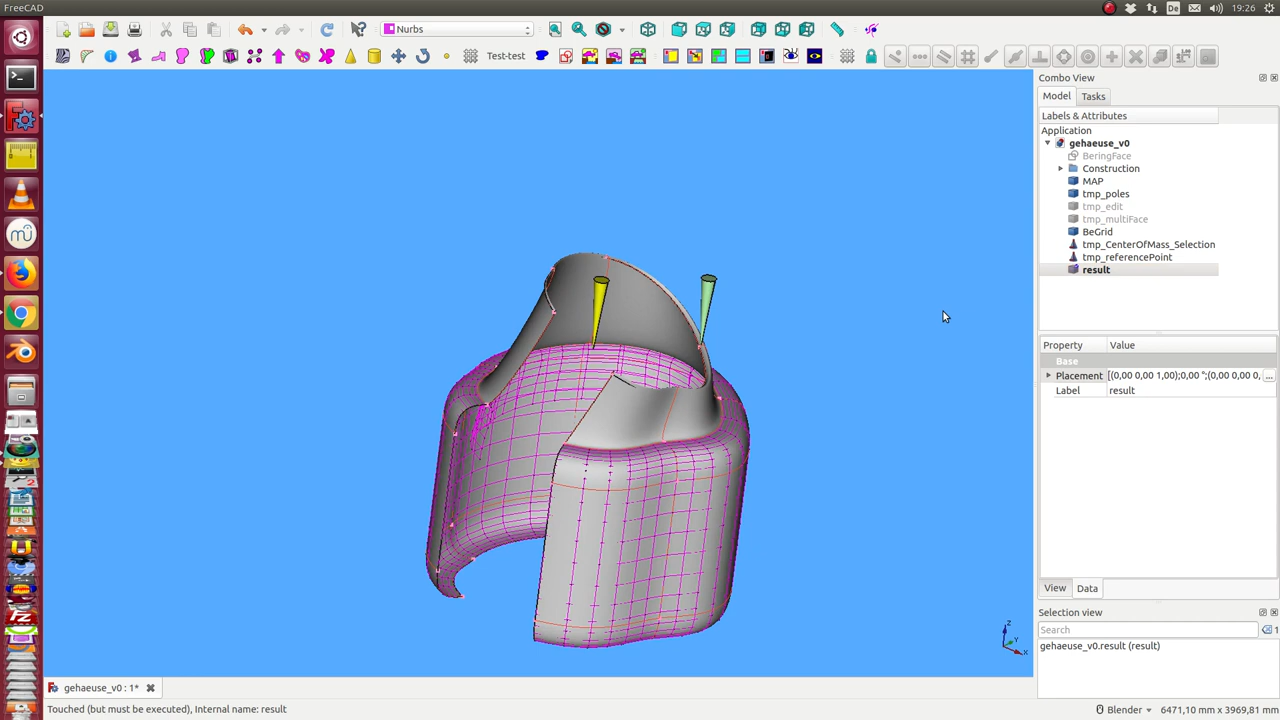 FreeCAD
De
19:26
Nurbs
Test-test
Combo View
Model
Tasks
Labels & Attributes
Application
gehaeuse_v0
BeringFace
Construction
MAP
tmp_poles
tmp_edit
tmp_multiFace
BeGrid
tmp_CenterOfMass_Selection
tmp_referencePoint
result
Property
Value
Base
Placement
[(0,00 0,00 1,00);0,00 °;(0,00 0,00 0,
...
Label
result
View
Data
Selection view
Search
1
gehaeuse_v0.result (result)
z
Y
x
gehaeuse_v0 : 1*
Touched (but must be executed), Internal name: result
Blender
6471,10 mm x 3969,81 mm